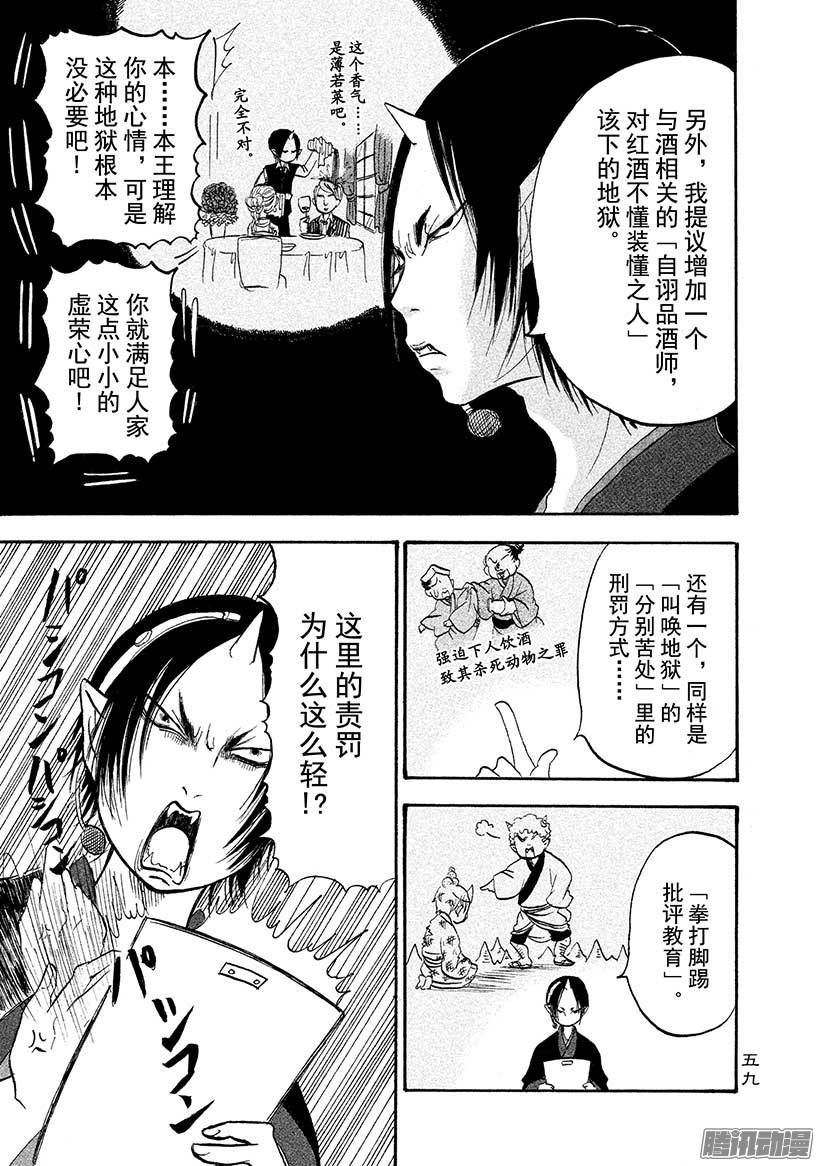 另外，我提议增加一个
与酒相关的「自诩品酒师，
对红酒不懂装懂之人」
该下的地狱。
这个香气……
是薄若菜吧。
完全不对。
本……本王理解
你的心情，可是
这种地狱根本
没必要吧！
你就满足人家
这点小小的
虚荣心吧！
还有一个，同样是
「叫唤地狱」的
「分别苦处」里的
刑罚方式……
强迫下人饮酒
致其杀死动物之罪
「拳打脚踢
批评教育」。
这里的责罚
为什么这么轻!?
パシコン
パシコン
パシコン
五九
腾讯动漫